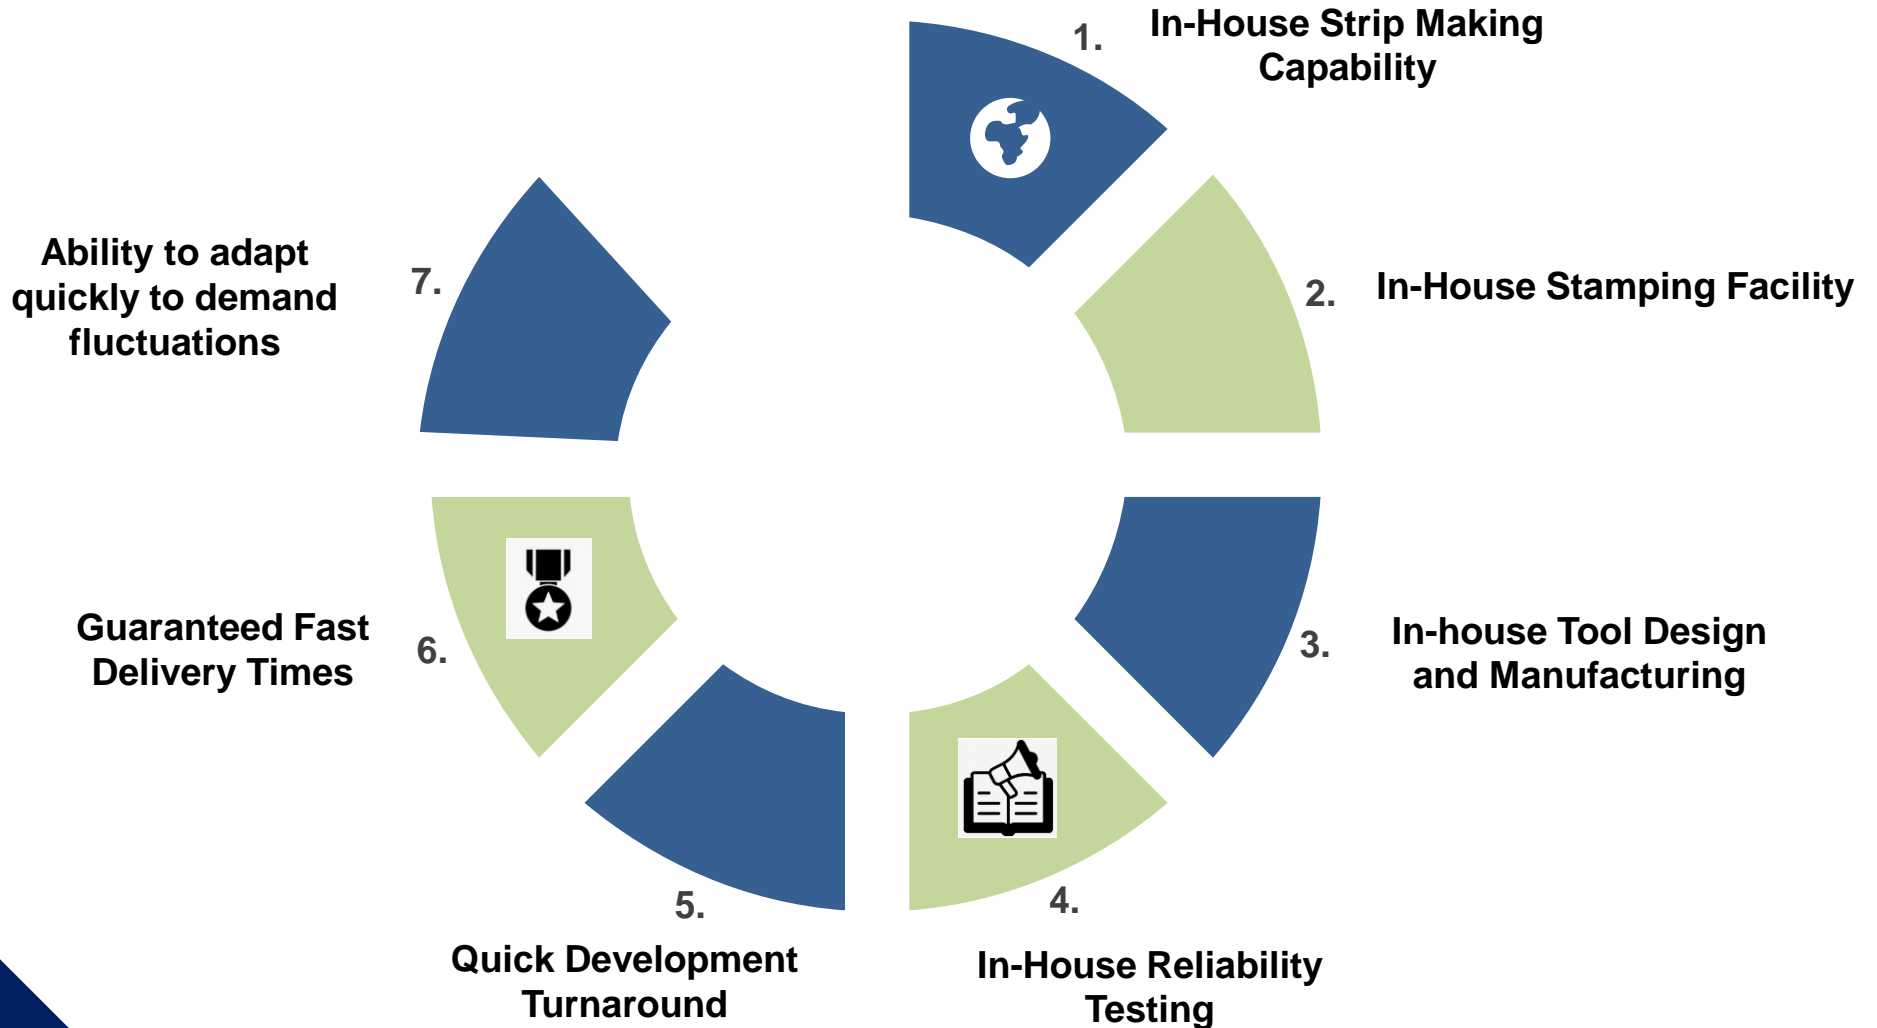 1.
In-House Strip Making
Capability
2.
In-House Stamping Facility
3.
In-house Tool Design
and Manufacturing
4.
In-House Reliability
Testing
5.
Quick Development
Turnaround
6.
Guaranteed Fast
Delivery Times
7.
Ability to adapt
quickly to demand
fluctuations